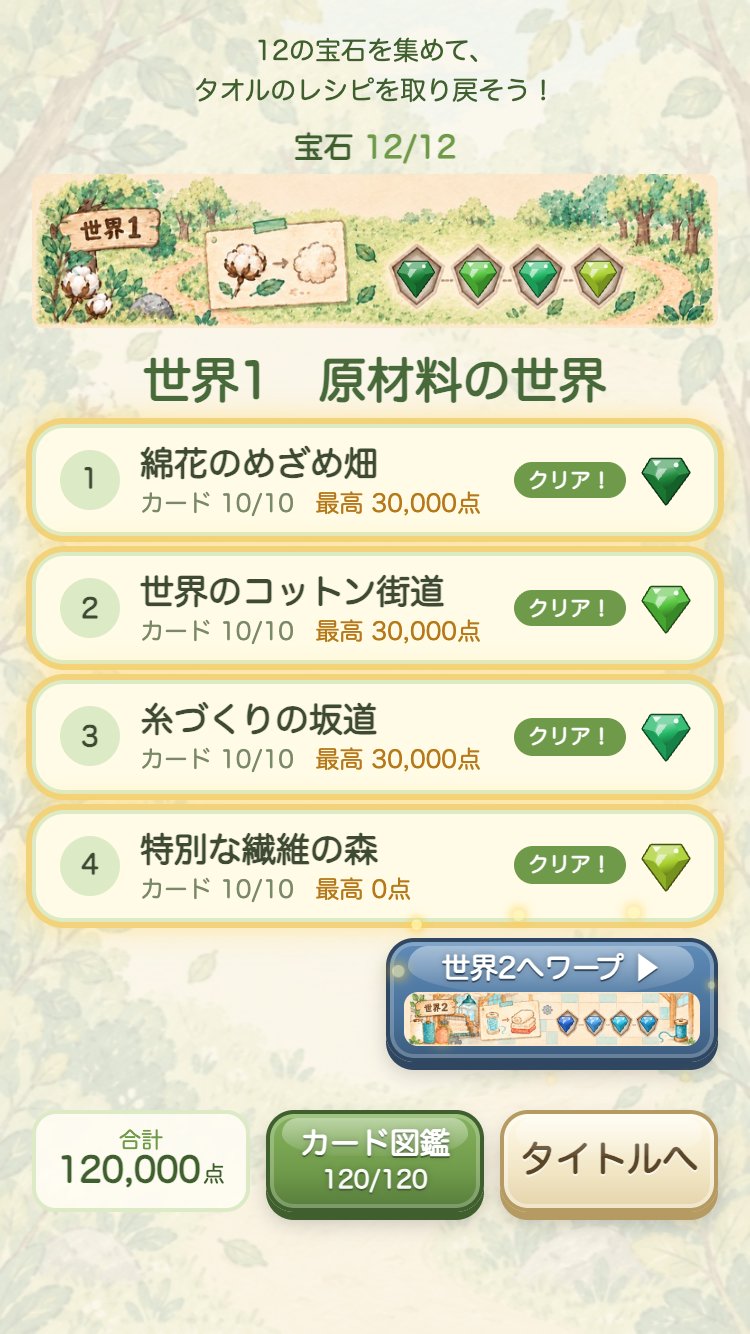 12の宝石を集めて、
タオルのレシピを取り戻そう！
宝石 12/12
世界1
世界1　原材料の世界
1
綿花のめざめ畑
カード 10/10 最高 30,000点
クリア！
2
世界のコットン街道
カード 10/10 最高 30,000点
クリア！
3
糸づくりの坂道
カード 10/10 最高 30,000点
クリア！
4
特別な繊維の森
カード 10/10 最高 0点
クリア！
世界2へワープ ▶
世界2
合計
120,000点
カード図鑑
120/120
タイトルへ